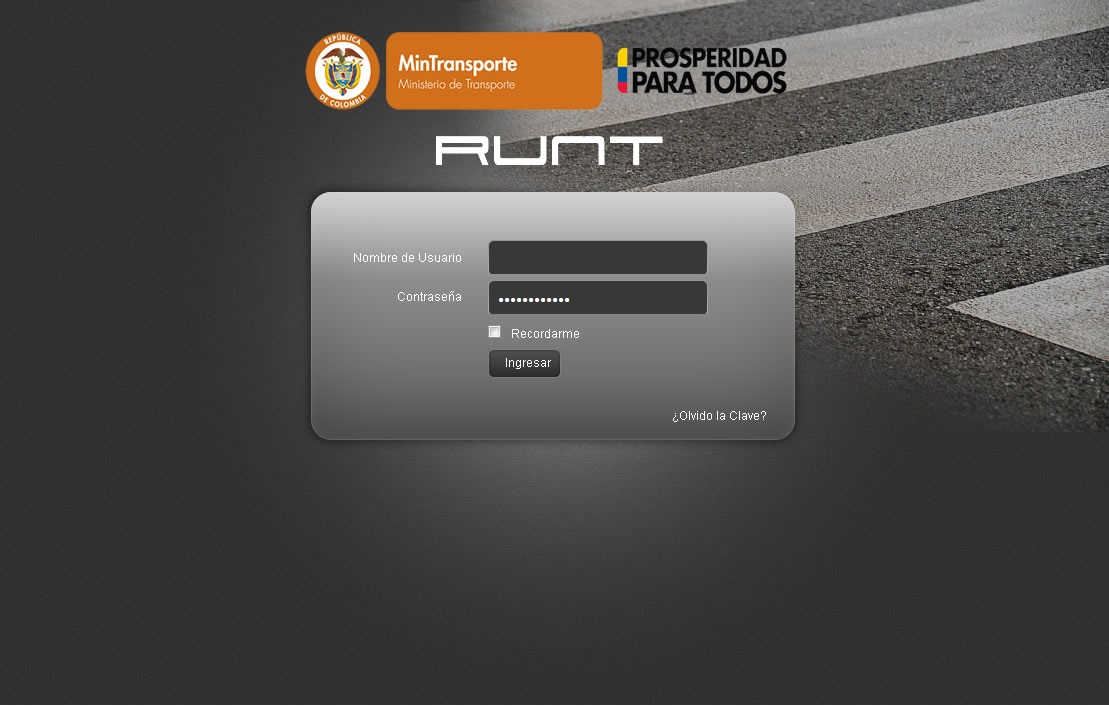 REPÚBLICA
DE COLOMBIA
MinTransporte
Ministerio de Transporte
PROSPERIDAD
PARA TODOS
RUNT
Nombre de Usuario
Contraseña
Recordarme
Ingresar
¿Olvido la Clave?